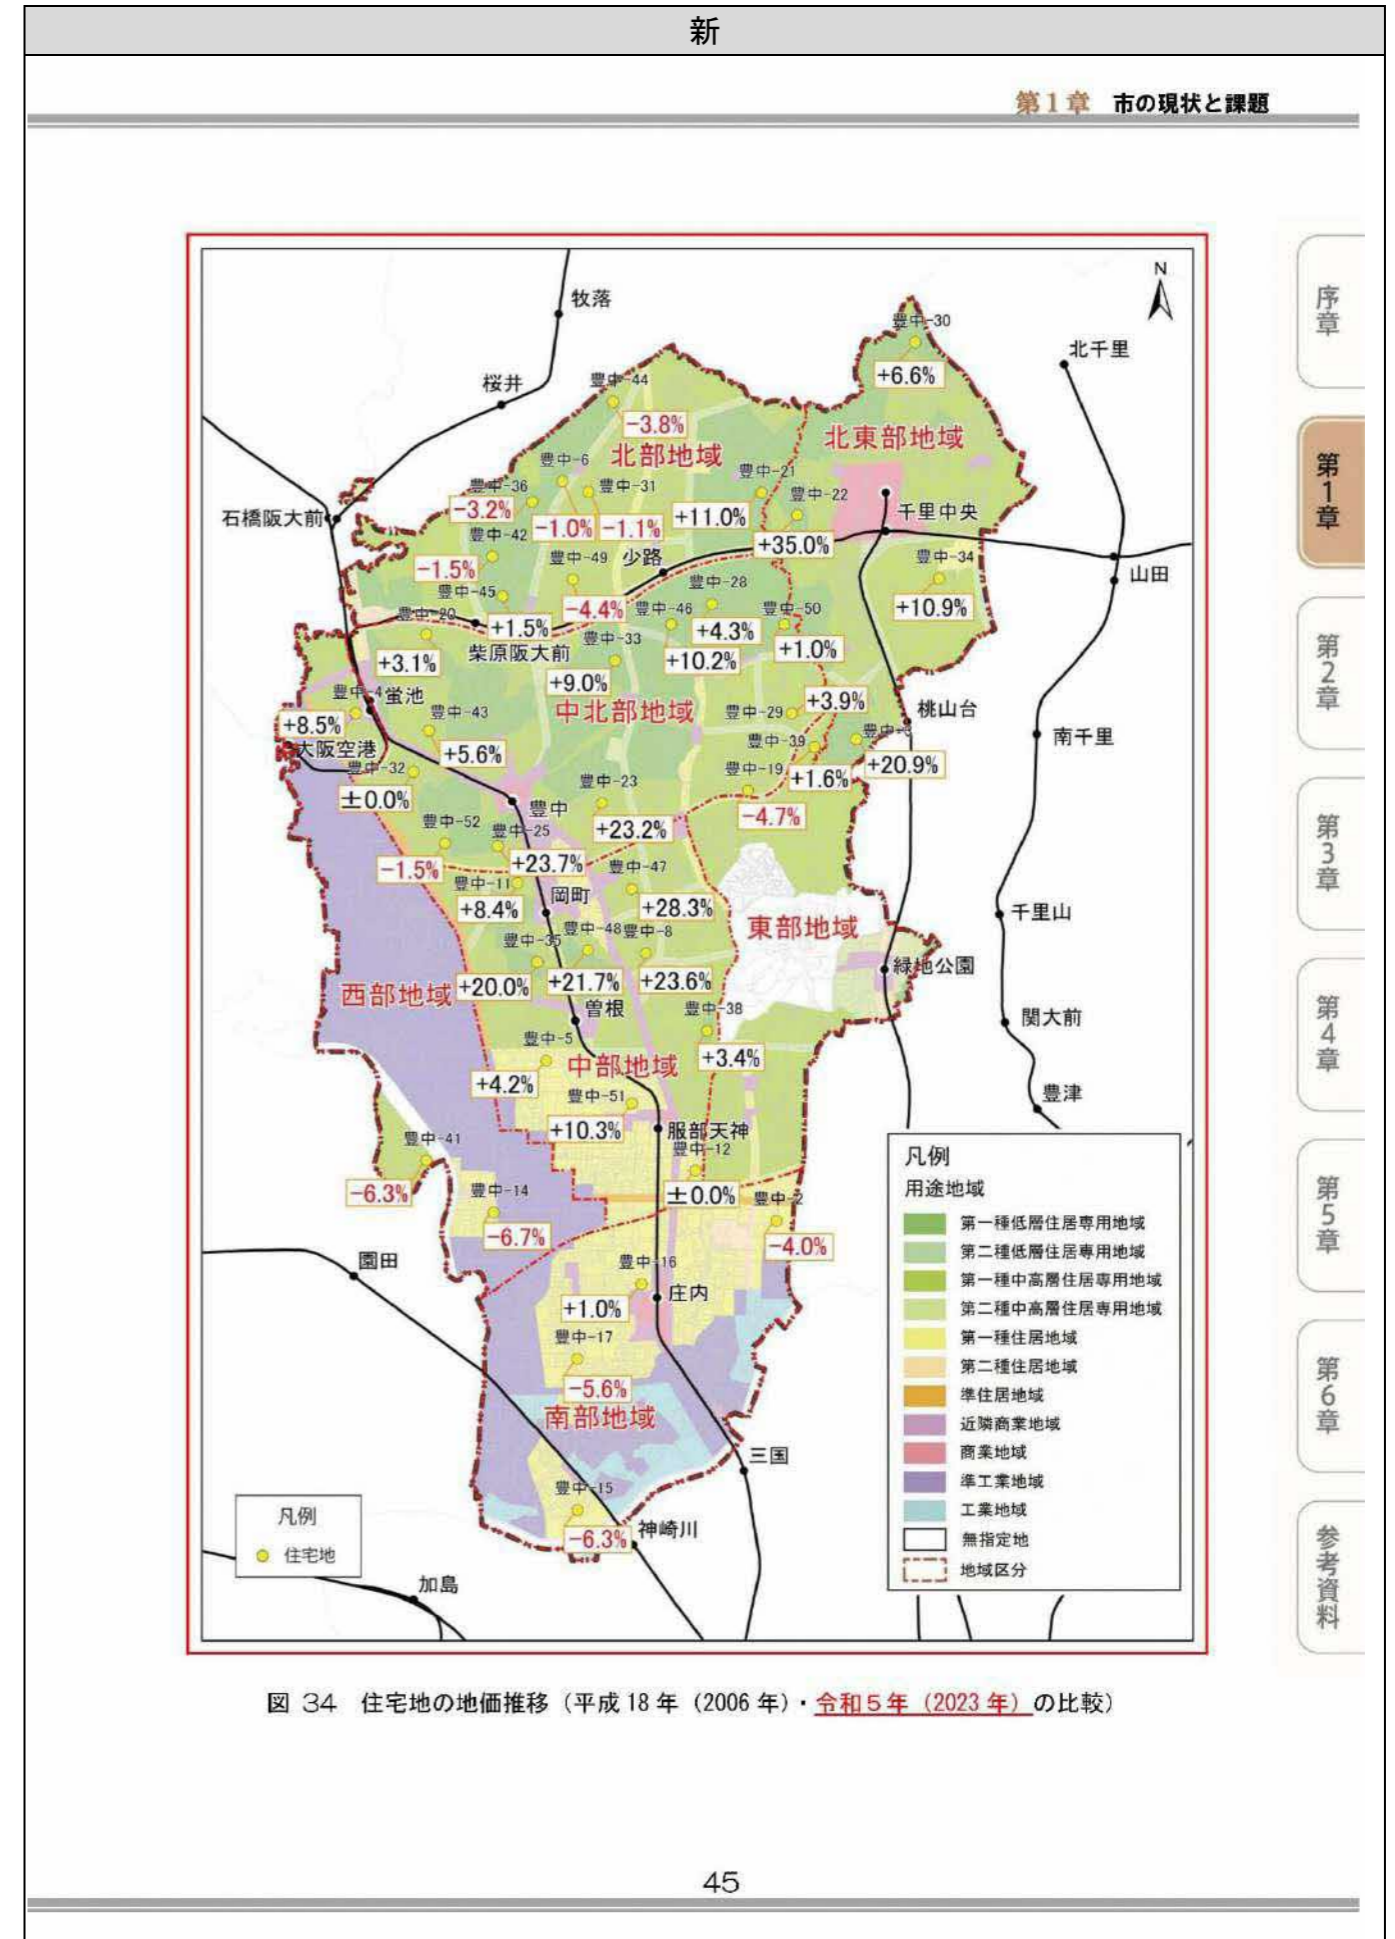 新
第1章 市の現状と課題
N
牧落
豊中-30
北千里
+6.6%
桜井
豊中-44
-3.8%
北東部地域
北部地域
豊中-6
豊中-21
豊中-36
豊中-31
豊中-22
-3.2%
千里中央
石橋阪大前
-1.0%
-1.1%
+11.0%
豊中-42
+35.0%
豊中-49
少路
豊中-34
-1.5%
山田
豊中-28
豊中-45
-4.4%
豊中-46
豊中-50
+10.9%
豊中-20
+1.5%
+4.3%
豊中-33
+1.0%
柴原阪大前
+3.1%
+10.2%
+9.0%
豊中-4
蛍池
+3.9%
中北部地域
豊中-29
桃山台
+8.5%
豊中-43
豊中-39
南千里
大阪空港
+5.6%
豊中-32
豊中-19
+1.6%
+20.9%
±0.0%
豊中-23
豊中
豊中-52
-4.7%
豊中-25
+23.2%
-1.5%
+23.7%
豊中-47
豊中-11
岡町
+8.4%
+28.3%
千里山
東部地域
豊中-48
豊中-8
豊中-35
緑地公園
西部地域
+20.0%
+21.7%
+23.6%
曽根
豊中-38
関大前
豊中-5
中部地域
+3.4%
+4.2%
豊中-51
豊津
+10.3%
服部天神
豊中-41
豊中-12
-6.3%
豊中-14
±0.0%
豊中-2
-6.7%
-4.0%
園田
豊中-16
庄内
+1.0%
豊中-17
-5.6%
南部地域
三国
豊中-15
神崎川
-6.3%
加島
凡例
住宅地
凡例
用途地域
第一種低層住居専用地域
第二種低層住居専用地域
第一種中高層住居専用地域
第二種中高層住居専用地域
第一種住居地域
第二種住居地域
準住居地域
近隣商業地域
商業地域
準工業地域
工業地域
無指定地
地域区分
序章
第1章
第2章
第3章
第4章
第5章
第6章
参考資料
図 34 住宅地の地価推移（平成 18 年（2006 年）・令和５年（2023 年）の比較）
45